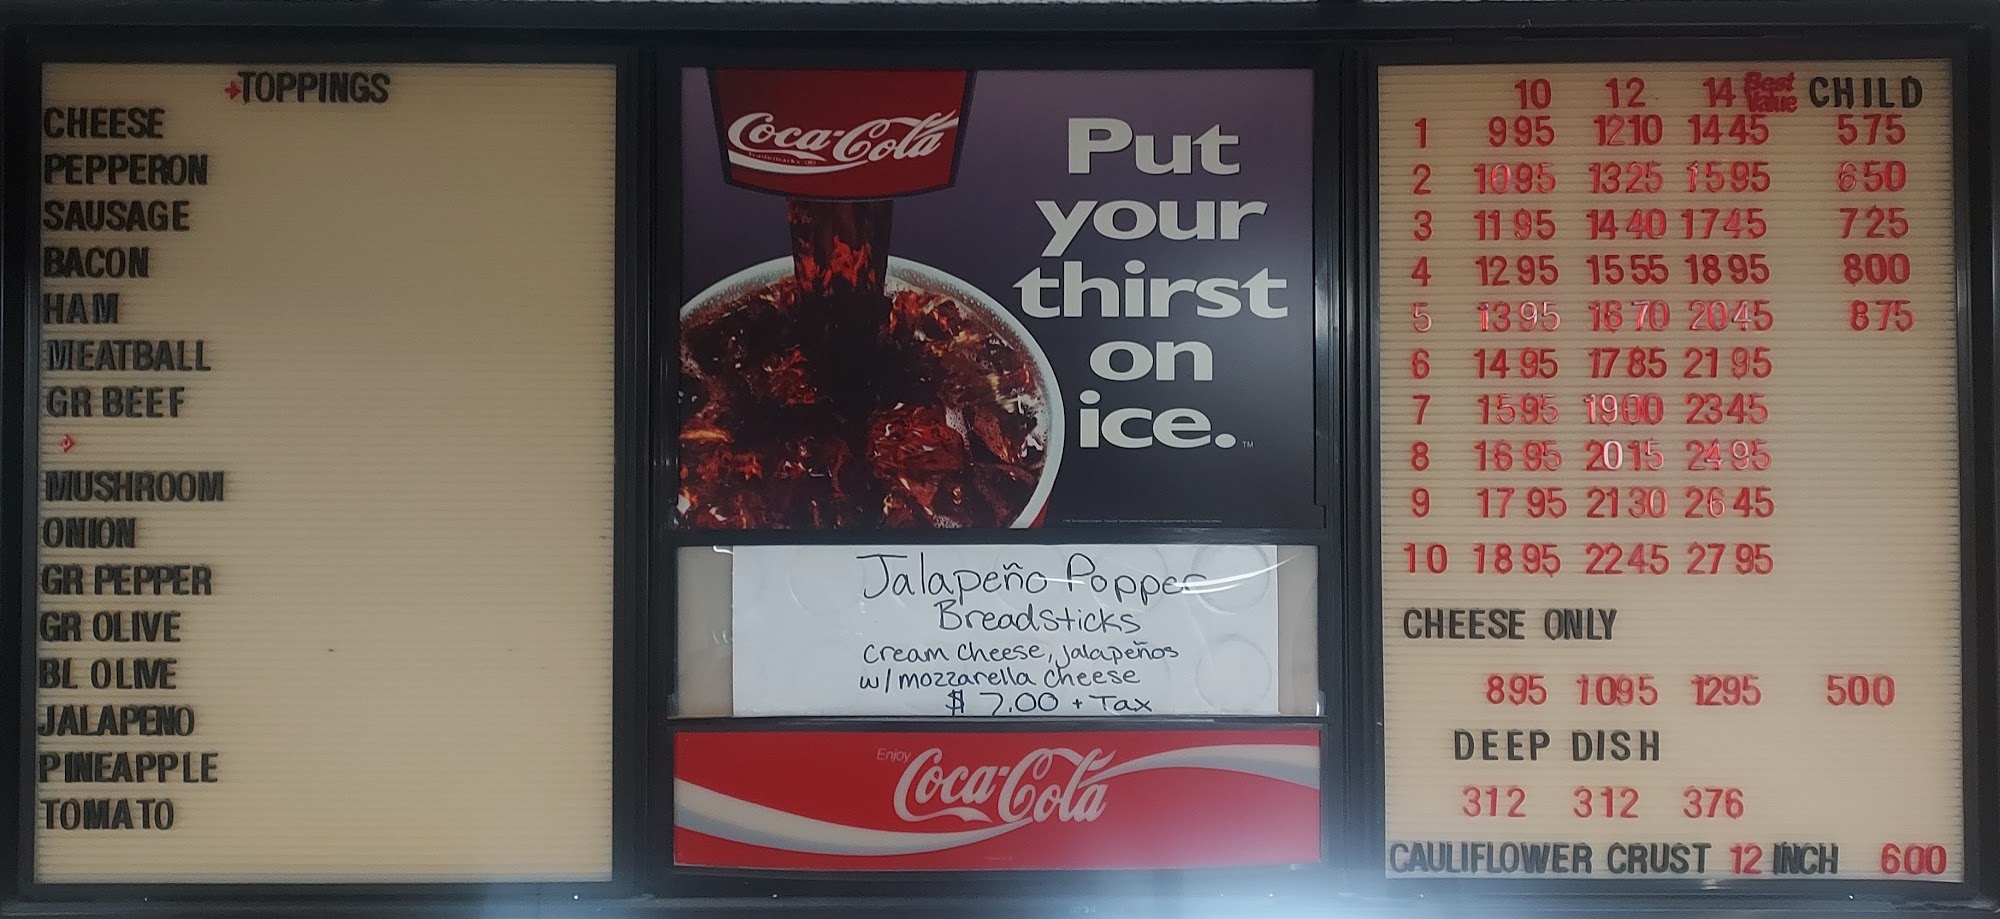 TOPPINGS
CHEESE
PEPPERON
SAUSAGE
BACON
HAM
MEATBALL
GR BEEF
MUSHROOM
ONION
GR PEPPER
GR OLIVE
BL OLIVE
JALAPENO
PINEAPPLE
TOMATO
Coca-Cola
Put
your
thirst
on
ice.™
Jalapeño Popper
Breadsticks
cream cheese, jalapeños
w/ mozzarella cheese
$ 7.00 + Tax
Enjoy
Coca-Cola
10 12 14 Best Value CHILD
1 995 1210 1445 575
2 1095 1325 1595 650
3 1195 1440 1745 725
4 1295 1555 1895 800
5 1395 1670 2045 875
6 1495 1785 2195
7 1595 1900 2345
8 1695 2015 2495
9 1795 2130 2645
10 1895 2245 2795
CHEESE ONLY
895 1095 1295 500
DEEP DISH
312 312 376
CAULIFLOWER CRUST 12 INCH 600